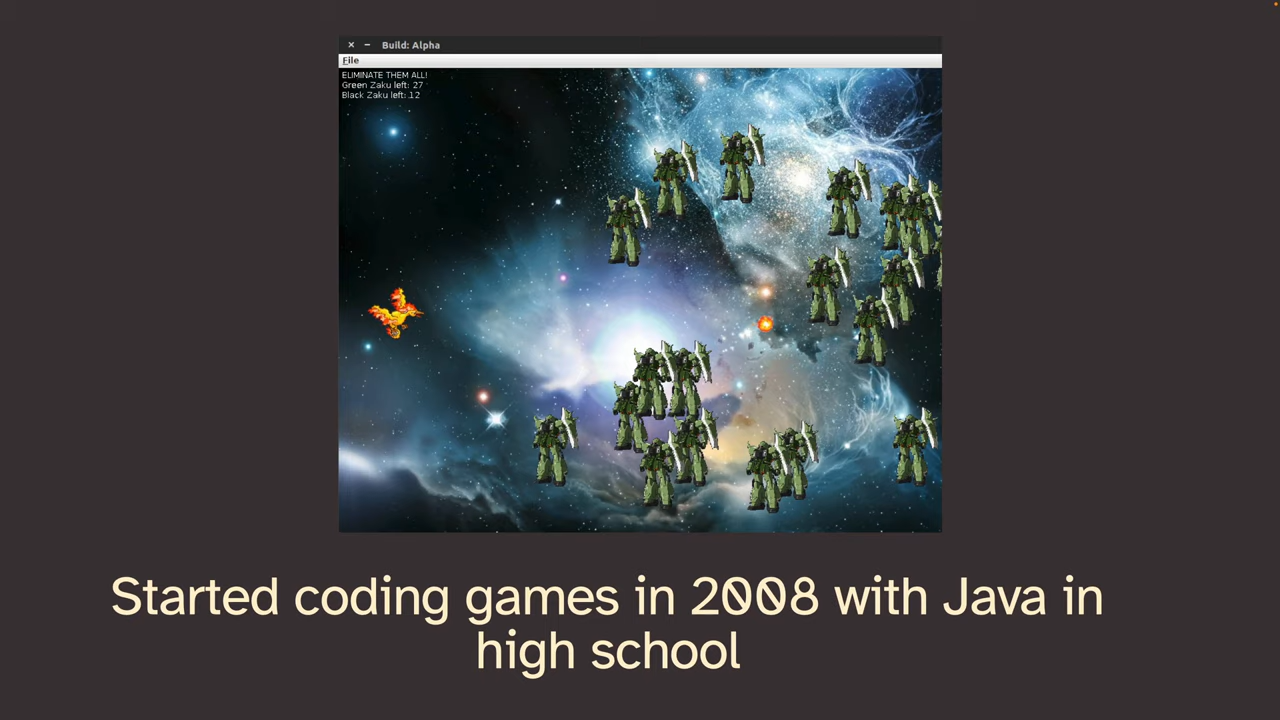 Build: Alpha
File
ELIMINATE THEM ALL!
Green Zaku left: 27
Black Zaku left: 12
Started coding games in 2008 with Java in
high school